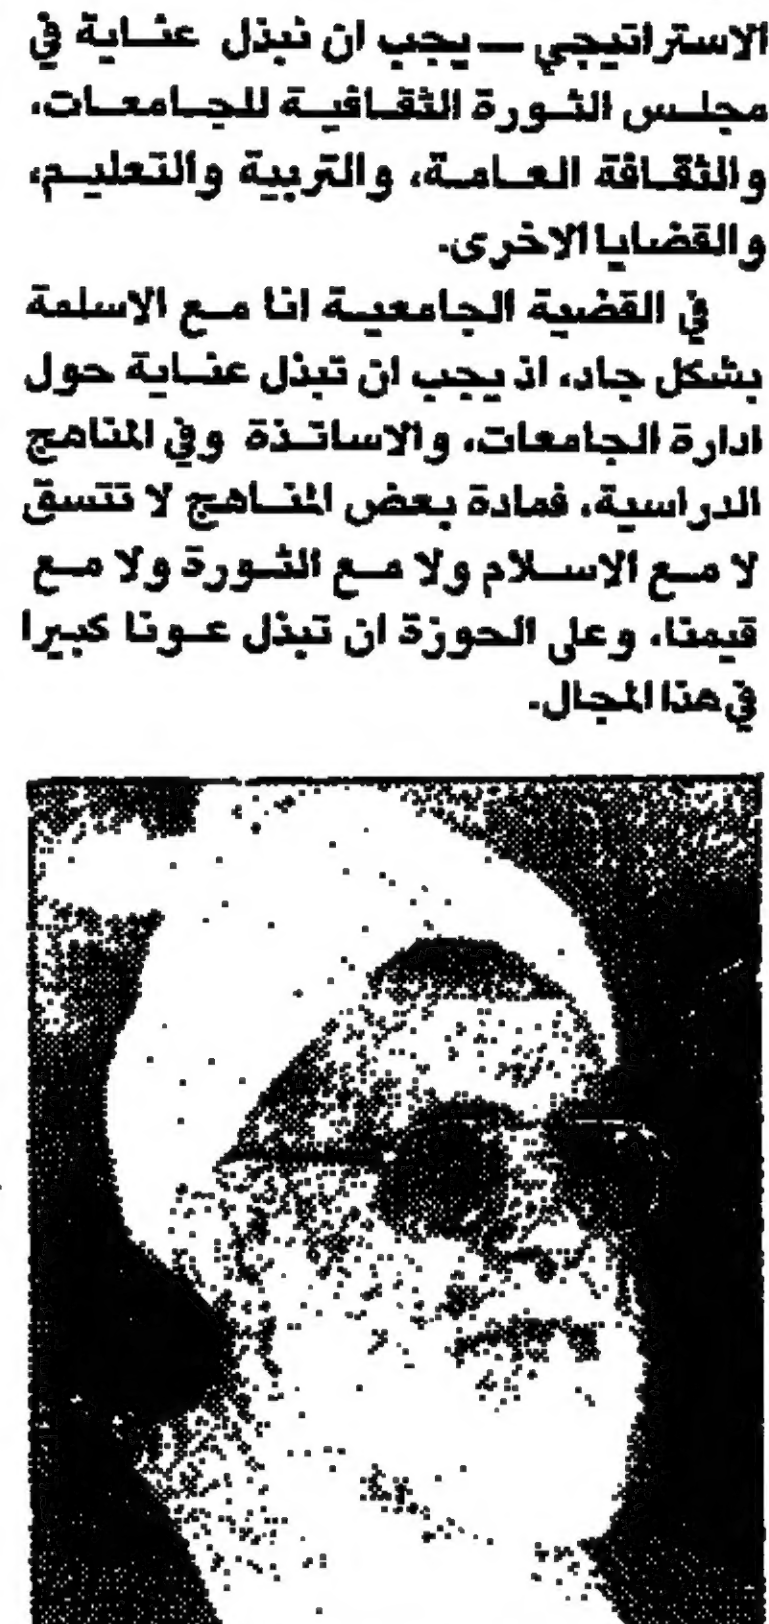 الاستراتيجي — يجب ان نبذل عناية في
مجلس الثورة الثقافية للجامعات،
والثقافة العامة، والتربية والتعليم،
والقضايا الاخرى.
في القضية الجامعية انا مع الاسلمة
بشكل جاد، اذ يجب ان تبذل عناية حول
ادارة الجامعات، والاساتذة وفي المناهج
الدراسية، فمادة بعض المناهج لا تتسق
لا مع الاسلام ولا مع الثورة ولا مع
قيمنا، وعلى الحوزة ان تبذل عونا كبيرا
في هذا المجال.